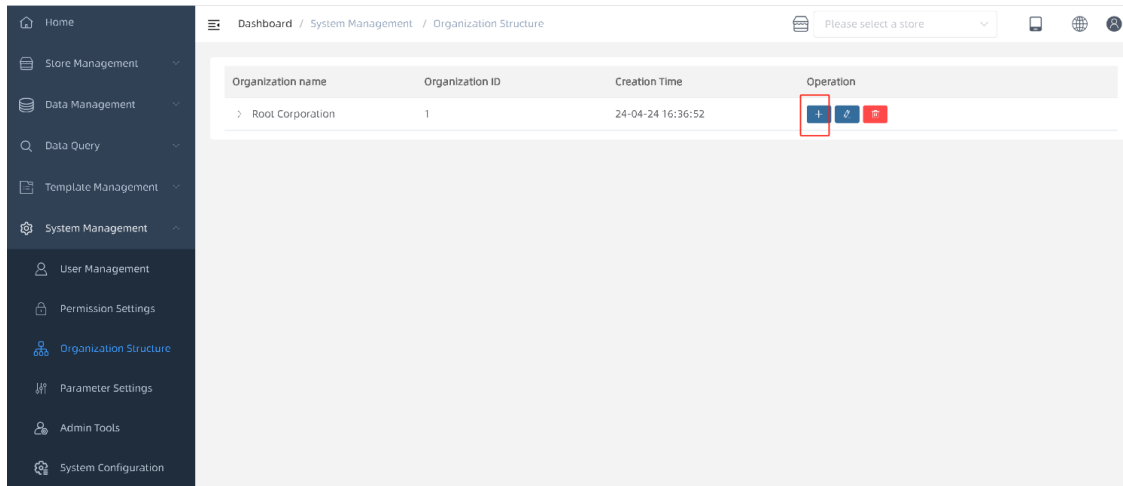 Home
Dashboard / System Management / Organization Structure
Please select a store
Store Management
Data Management
Data Query
Template Management
System Management
User Management
Permission Settings
Organization Structure
Parameter Settings
Admin Tools
System Configuration
Organization name Organization ID Creation Time Operation
> Root Corporation 1 24-04-24 16:36:52 +